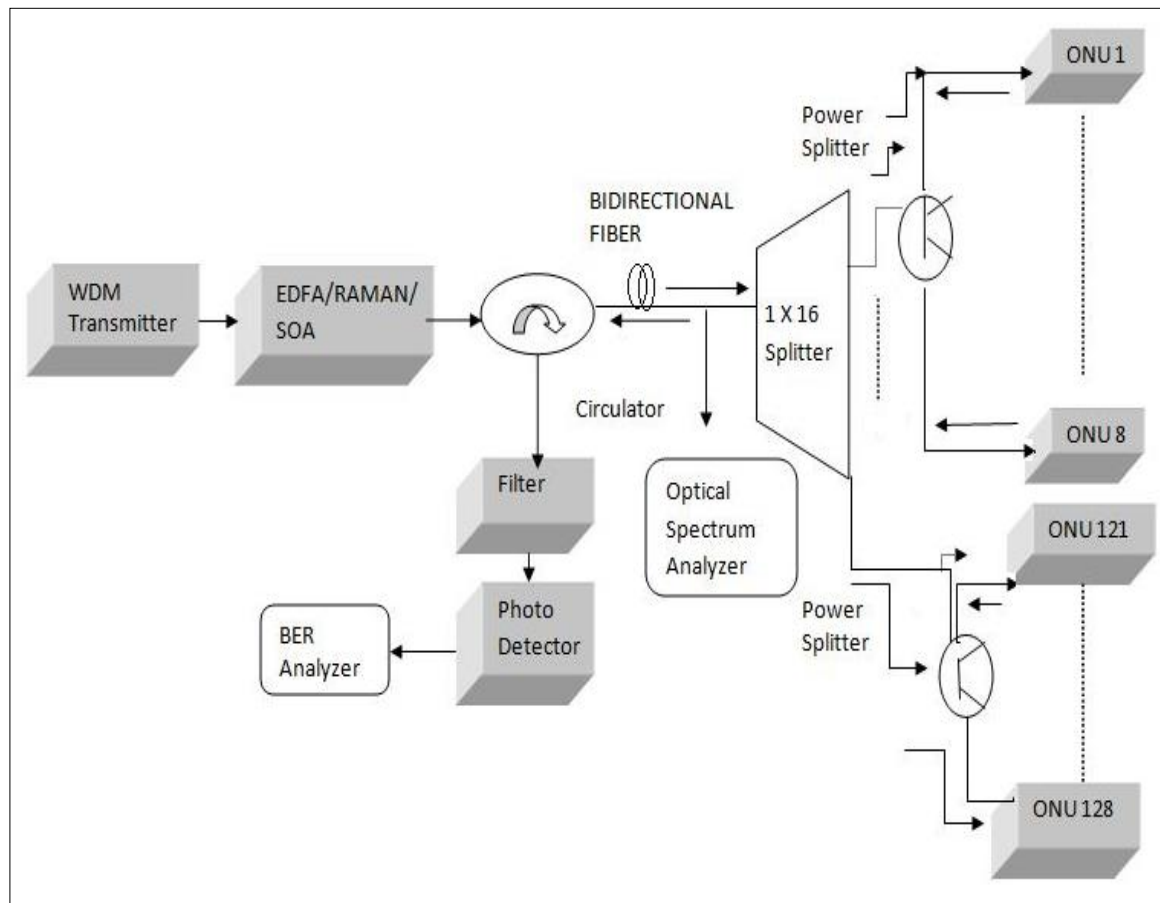 ONU 1
Power
Splitter
BIDIRECTIONAL
FIBER
WDM
Transmitter
EDFA/RAMAN/
SOA
1 X 16
Splitter
Circulator
ONU 8
Filter
Optical
Spectrum
Analyzer
ONU 121
Photo
Detector
Power
Splitter
BER
Analyzer
ONU 128